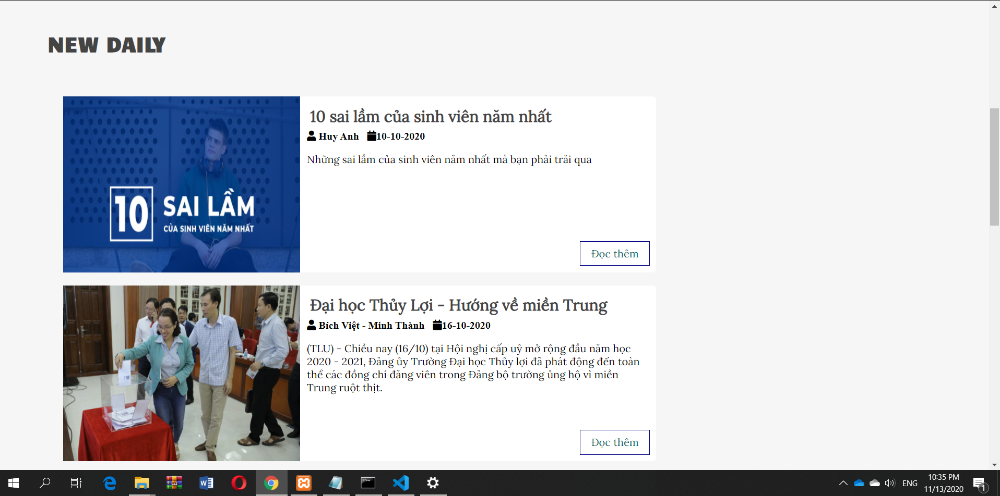 NEW DAILY
10 sai lầm của sinh viên năm nhất
Huy Anh 10-10-2020
Những sai lầm của sinh viên năm nhất mà bạn phải trải qua
10 SAI LẦM
CỦA SINH VIÊN NĂM NHẤT
Đọc thêm
Đại học Thủy Lợi - Hướng về miền Trung
Bích Việt - Minh Thành 16-10-2020
(TLU) - Chiều nay (16/10) tại Hội nghị cấp uỷ mở rộng đầu năm học
2020 - 2021, Đảng ủy Trường Đại học Thủy lợi đã phát động đến toàn
thể các đồng chí đảng viên trong Đảng bộ trường ủng hộ vì miền
Trung ruột thịt.
Đọc thêm
ENG
10:35 PM
11/13/2020
1